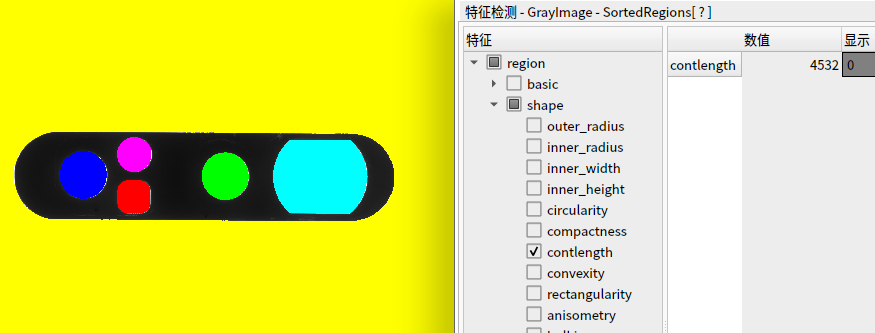 特征检测 - GrayImage - SortedRegions[ ? ]
特征
数值 显示
region
contlength 4532 0
basic
shape
outer_radius
inner_radius
inner_width
inner_height
circularity
compactness
contlength
convexity
rectangularity
anisometry